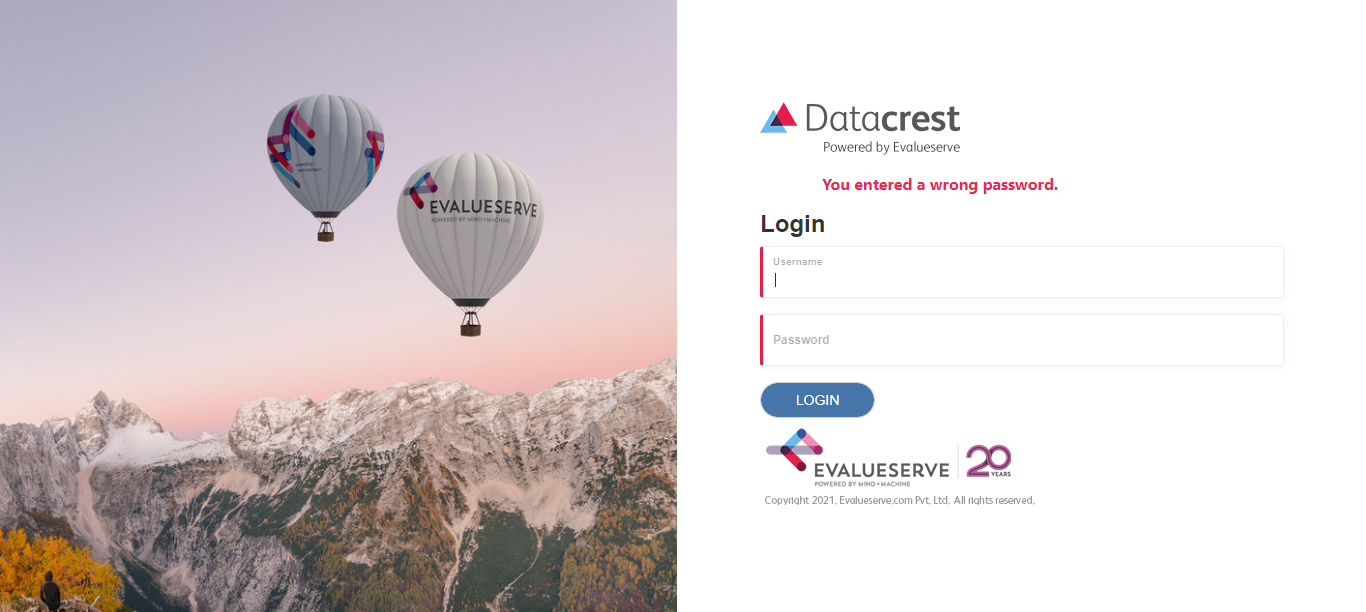 EVALUESERVE
POWERED BY MIND+MACHINE
Datacrest
Powered by Evalueserve
You entered a wrong password.
Login
Username
Password
LOGIN
EVALUESERVE
POWERED BY MIND+MACHINE
20
YEARS
Copyright 2021, Evalueserve.com Pvt. Ltd. All rights reserved.